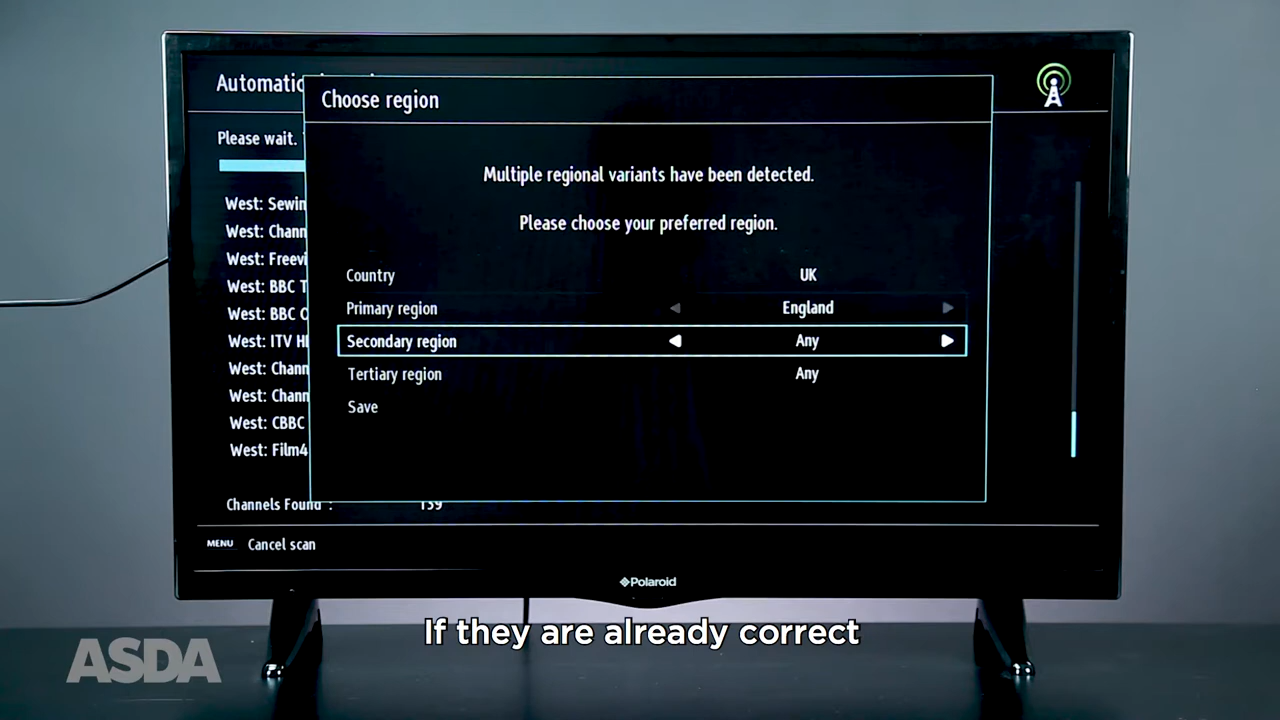 Automatic
Choose region
Please wait.
Multiple regional variants have been detected.
Please choose your preferred region.
West: Sewin
West: Chann
West: Freevi
West: BBC T
West: BBC O
West: ITV H
West: Chann
West: Chann
West: CBBC
West: Film4
Country UK
Primary region England
Secondary region Any
Tertiary region Any
Save
Channels Found : 139
MENU Cancel scan
Polaroid
If they are already correct
ASDA